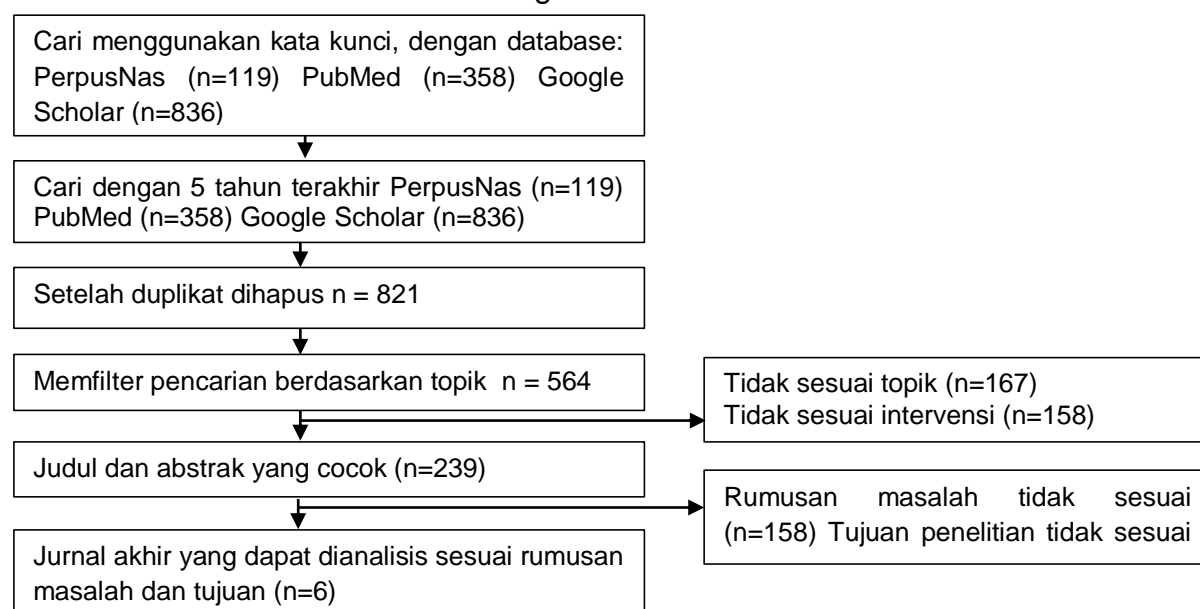 Cari menggunakan kata kunci, dengan database:
PerpusNas (n=119) PubMed (n=358) Google
Scholar (n=836)
Cari dengan 5 tahun terakhir PerpusNas (n=119)
PubMed (n=358) Google Scholar (n=836)
Setelah duplikat dihapus n = 821
Memfilter pencarian berdasarkan topik n = 564
Tidak sesuai topik (n=167)
Tidak sesuai intervensi (n=158)
Judul dan abstrak yang cocok (n=239)
Rumusan masalah tidak sesuai
(n=158) Tujuan penelitian tidak sesuai
Jurnal akhir yang dapat dianalisis sesuai rumusan
masalah dan tujuan (n=6)